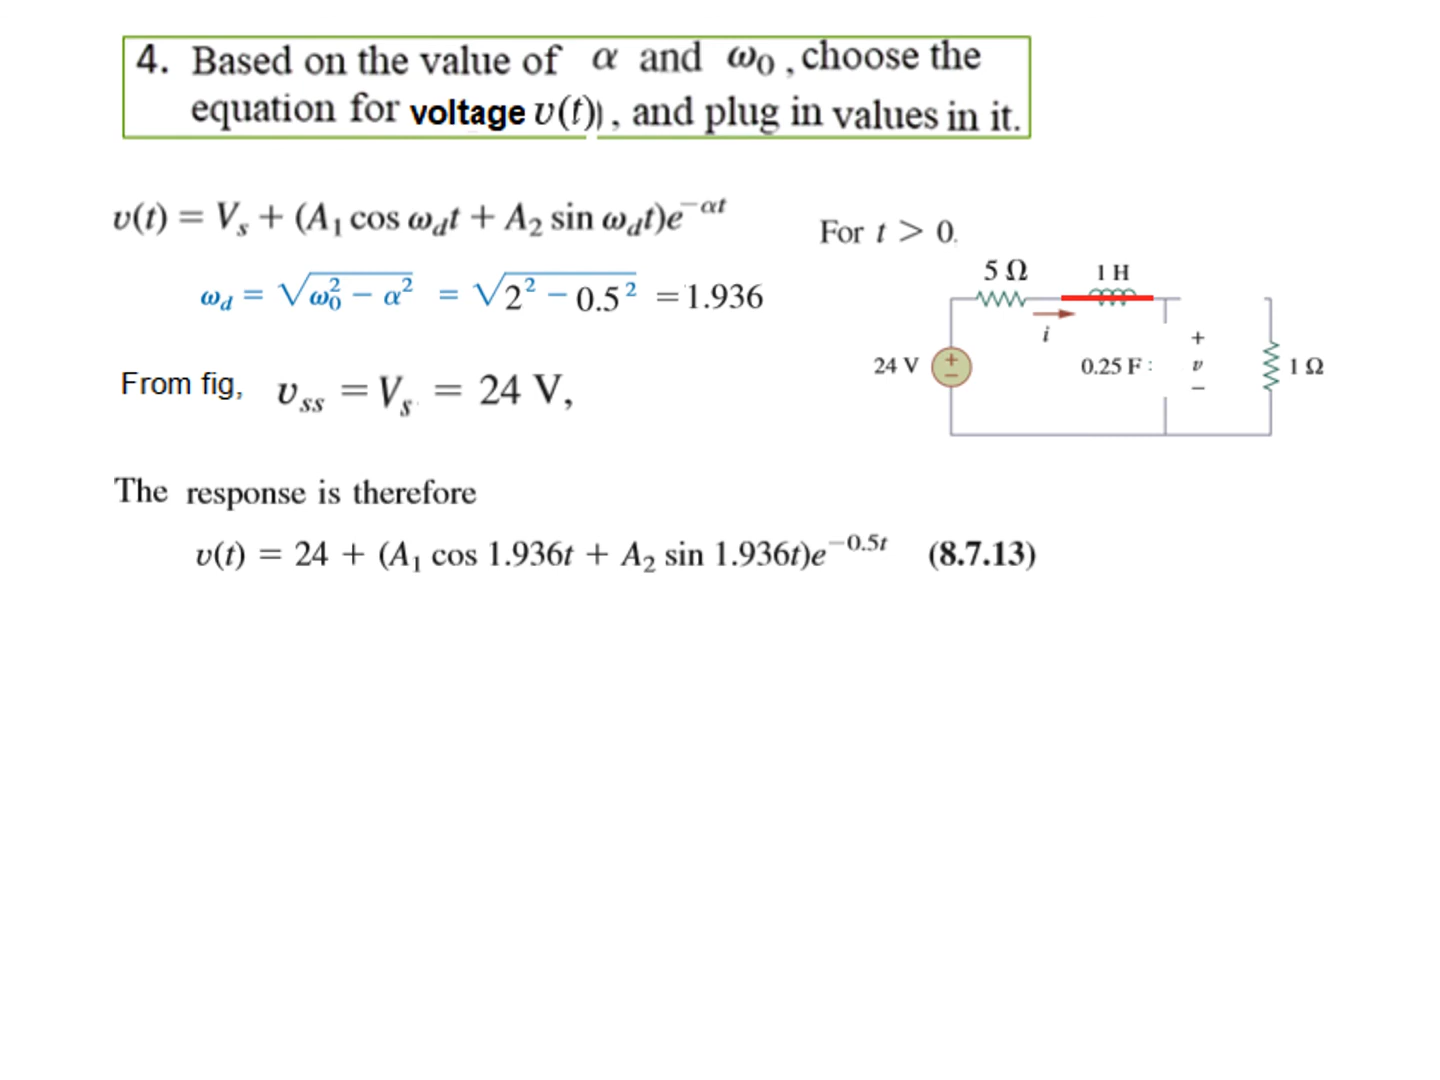 4. Based on the value of α and ω₀, choose the
equation for voltage υ(t)), and plug in values in it.
υ(t) = Vₛ + (A₁ cos ω_d t + A₂ sin ω_d t)e^−αt
For t > 0.
ω_d = √(ω₀² − α²) = √(2² − 0.5²) = 1.936
5 Ω
1 H
i
24 V
+
−
0.25 F :
+
υ
−
1 Ω
From fig, υ_ss = Vₛ = 24 V,
The response is therefore
υ(t) = 24 + (A₁ cos 1.936t + A₂ sin 1.936t)e^−0.5t (8.7.13)